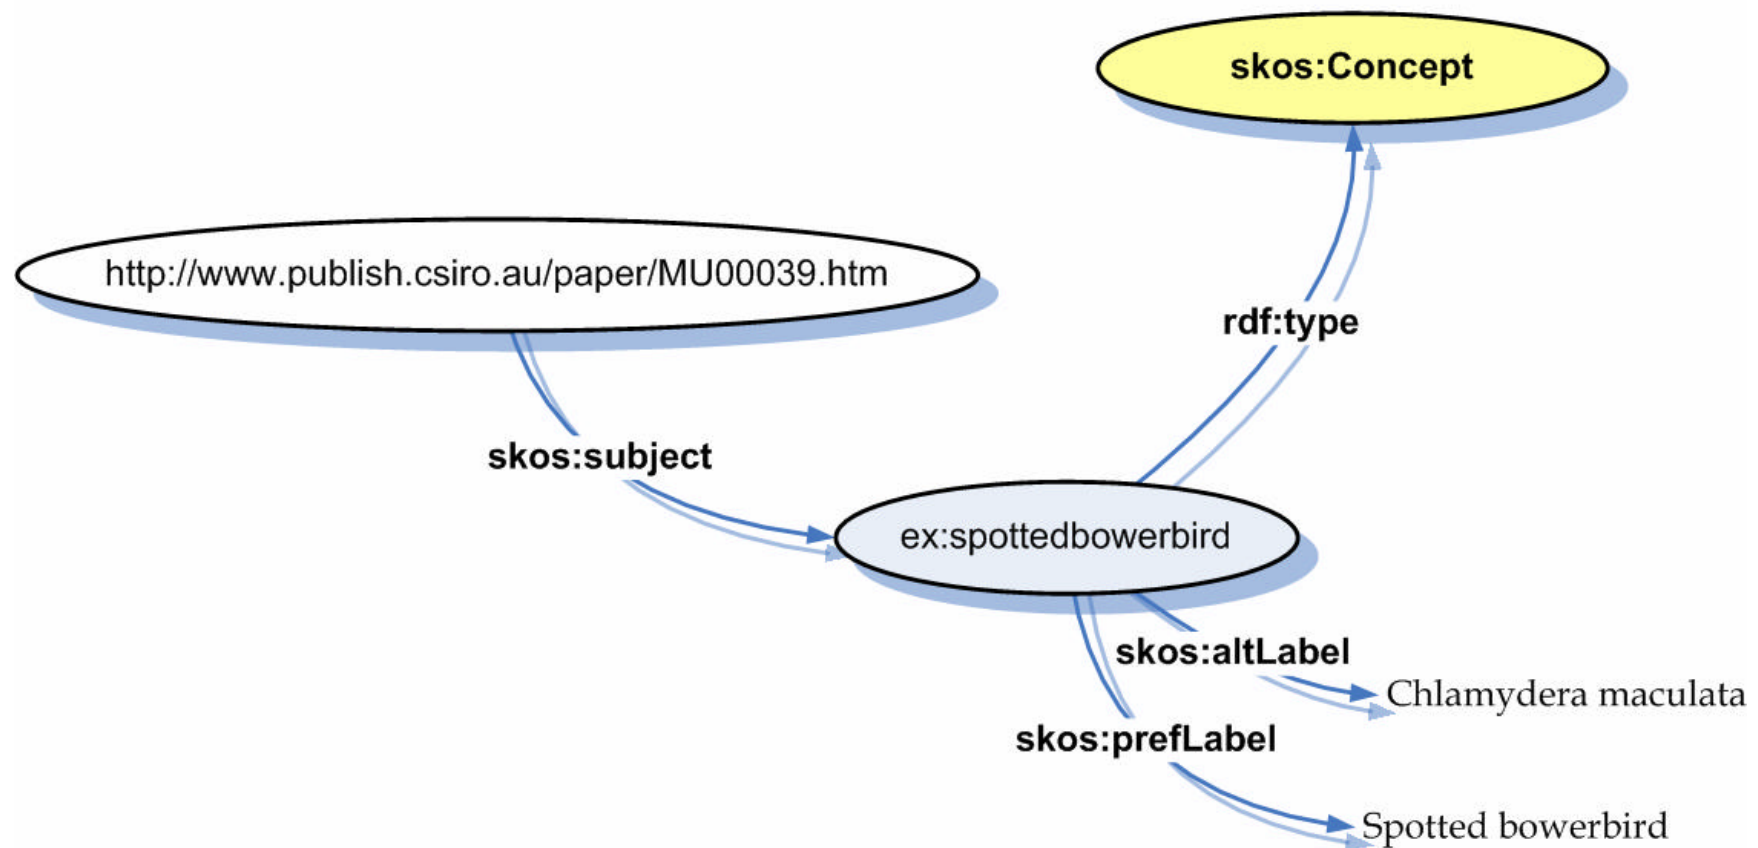 skos:Concept
http://www.publish.csiro.au/paper/MU00039.htm
rdf:type
skos:subject
ex:spottedbowerbird
skos:altLabel
Chlamydera maculata
skos:prefLabel
Spotted bowerbird